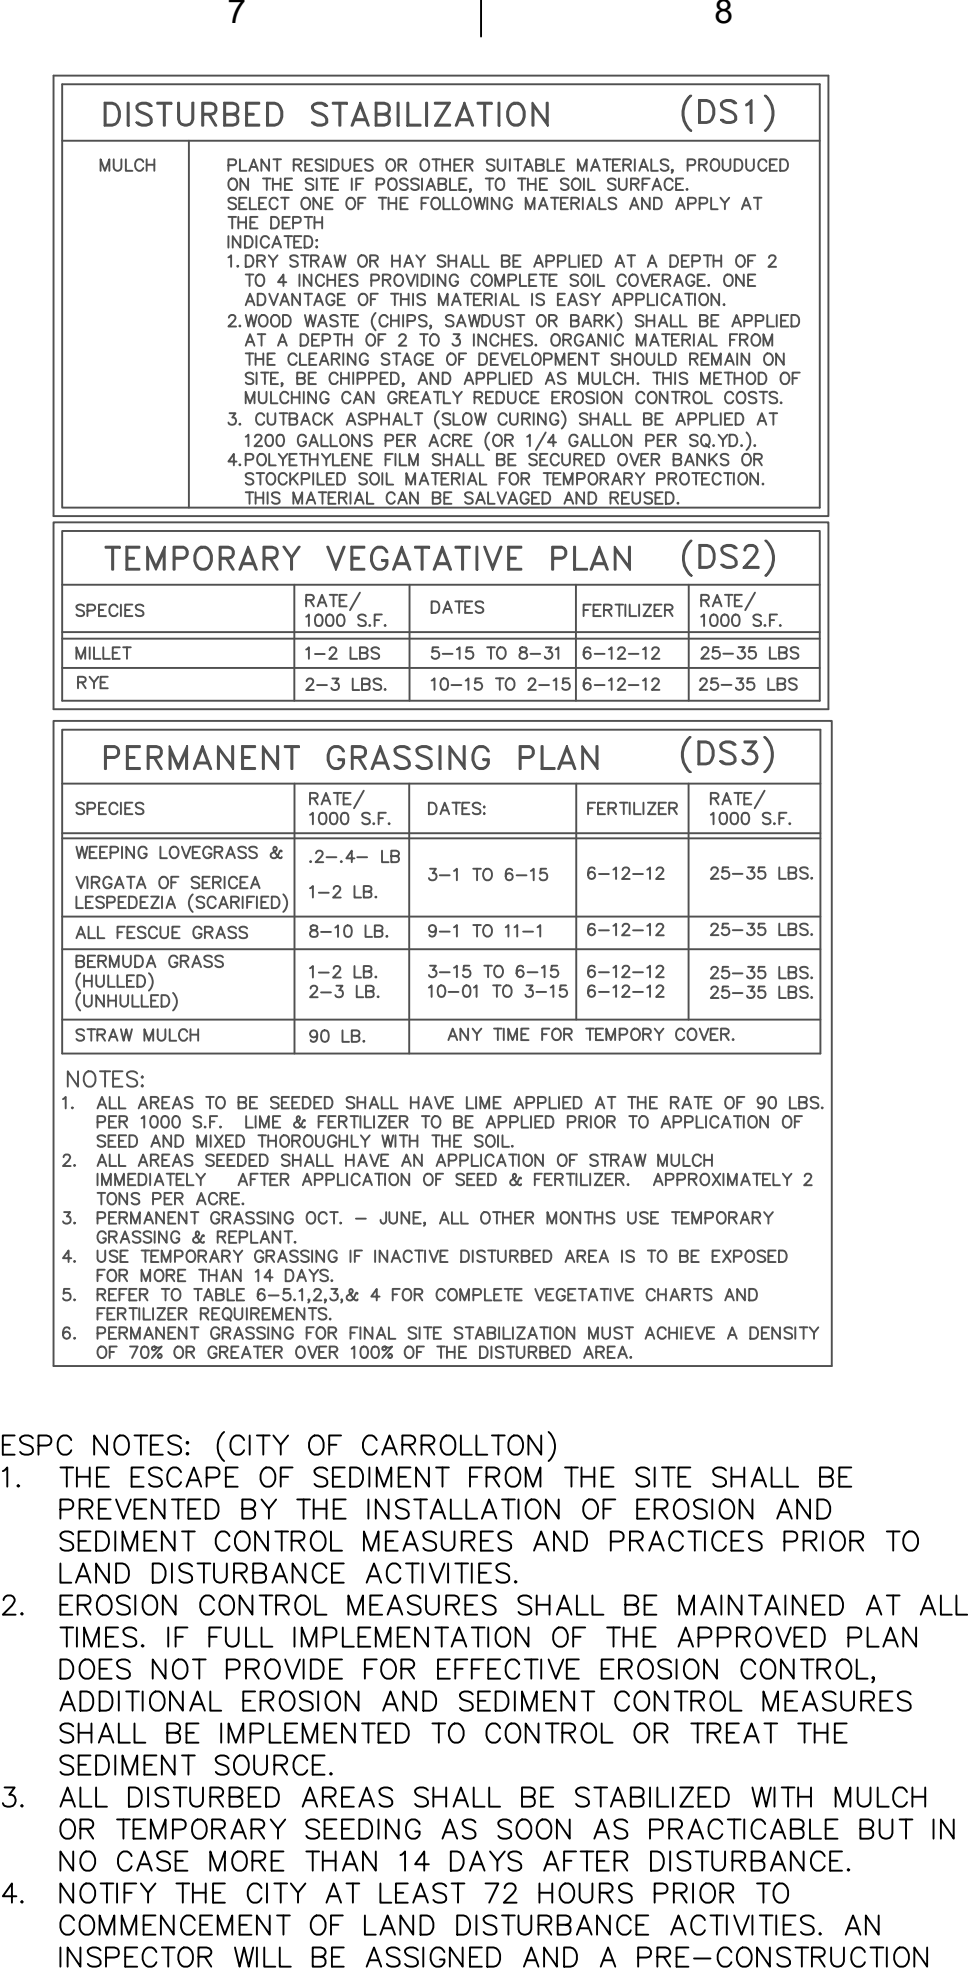 7 8
DISTURBED STABILIZATION (DS1)
MULCH PLANT RESIDUES OR OTHER SUITABLE MATERIALS, PROUDUCED
ON THE SITE IF POSSIABLE, TO THE SOIL SURFACE.
SELECT ONE OF THE FOLLOWING MATERIALS AND APPLY AT
THE DEPTH
INDICATED:
1. DRY STRAW OR HAY SHALL BE APPLIED AT A DEPTH OF 2
TO 4 INCHES PROVIDING COMPLETE SOIL COVERAGE. ONE
ADVANTAGE OF THIS MATERIAL IS EASY APPLICATION.
2. WOOD WASTE (CHIPS, SAWDUST OR BARK) SHALL BE APPLIED
AT A DEPTH OF 2 TO 3 INCHES. ORGANIC MATERIAL FROM
THE CLEARING STAGE OF DEVELOPMENT SHOULD REMAIN ON
SITE, BE CHIPPED, AND APPLIED AS MULCH. THIS METHOD OF
MULCHING CAN GREATLY REDUCE EROSION CONTROL COSTS.
3. CUTBACK ASPHALT (SLOW CURING) SHALL BE APPLIED AT
1200 GALLONS PER ACRE (OR 1/4 GALLON PER SQ.YD.).
4. POLYETHYLENE FILM SHALL BE SECURED OVER BANKS OR
STOCKPILED SOIL MATERIAL FOR TEMPORARY PROTECTION.
THIS MATERIAL CAN BE SALVAGED AND REUSED.
TEMPORARY VEGATATIVE PLAN (DS2)
SPECIES RATE/ 1000 S.F. DATES FERTILIZER RATE/ 1000 S.F.
MILLET 1-2 LBS 5-15 TO 8-31 6-12-12 25-35 LBS
RYE 2-3 LBS. 10-15 TO 2-15 6-12-12 25-35 LBS
PERMANENT GRASSING PLAN (DS3)
SPECIES RATE/ 1000 S.F. DATES: FERTILIZER RATE/ 1000 S.F.
WEEPING LOVEGRASS & .2-.4- LB
3-1 TO 6-15 6-12-12 25-35 LBS.
VIRGATA OF SERICEA
LESPEDEZIA (SCARIFIED) 1-2 LB.
ALL FESCUE GRASS 8-10 LB. 9-1 TO 11-1 6-12-12 25-35 LBS.
BERMUDA GRASS
(HULLED) 1-2 LB. 3-15 TO 6-15 6-12-12 25-35 LBS.
(UNHULLED) 2-3 LB. 10-01 TO 3-15 6-12-12 25-35 LBS.
STRAW MULCH 90 LB. ANY TIME FOR TEMPORY COVER.
NOTES:
1. ALL AREAS TO BE SEEDED SHALL HAVE LIME APPLIED AT THE RATE OF 90 LBS.
PER 1000 S.F. LIME & FERTILIZER TO BE APPLIED PRIOR TO APPLICATION OF
SEED AND MIXED THOROUGHLY WITH THE SOIL.
2. ALL AREAS SEEDED SHALL HAVE AN APPLICATION OF STRAW MULCH
IMMEDIATELY AFTER APPLICATION OF SEED & FERTILIZER. APPROXIMATELY 2
TONS PER ACRE.
3. PERMANENT GRASSING OCT. - JUNE, ALL OTHER MONTHS USE TEMPORARY
GRASSING & REPLANT.
4. USE TEMPORARY GRASSING IF INACTIVE DISTURBED AREA IS TO BE EXPOSED
FOR MORE THAN 14 DAYS.
5. REFER TO TABLE 6-5.1,2,3,& 4 FOR COMPLETE VEGETATIVE CHARTS AND
FERTILIZER REQUIREMENTS.
6. PERMANENT GRASSING FOR FINAL SITE STABILIZATION MUST ACHIEVE A DENSITY
OF 70% OR GREATER OVER 100% OF THE DISTURBED AREA.
ESPC NOTES: (CITY OF CARROLLTON)
1. THE ESCAPE OF SEDIMENT FROM THE SITE SHALL BE
PREVENTED BY THE INSTALLATION OF EROSION AND
SEDIMENT CONTROL MEASURES AND PRACTICES PRIOR TO
LAND DISTURBANCE ACTIVITIES.
2. EROSION CONTROL MEASURES SHALL BE MAINTAINED AT ALL
TIMES. IF FULL IMPLEMENTATION OF THE APPROVED PLAN
DOES NOT PROVIDE FOR EFFECTIVE EROSION CONTROL,
ADDITIONAL EROSION AND SEDIMENT CONTROL MEASURES
SHALL BE IMPLEMENTED TO CONTROL OR TREAT THE
SEDIMENT SOURCE.
3. ALL DISTURBED AREAS SHALL BE STABILIZED WITH MULCH
OR TEMPORARY SEEDING AS SOON AS PRACTICABLE BUT IN
NO CASE MORE THAN 14 DAYS AFTER DISTURBANCE.
4. NOTIFY THE CITY AT LEAST 72 HOURS PRIOR TO
COMMENCEMENT OF LAND DISTURBANCE ACTIVITIES. AN
INSPECTOR WILL BE ASSIGNED AND A PRE-CONSTRUCTION